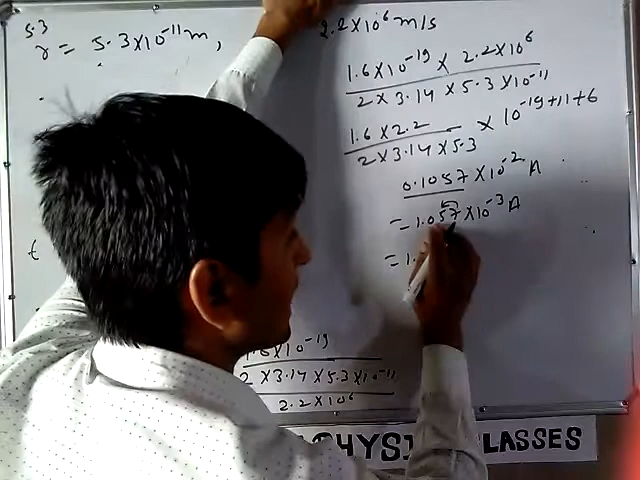 5.3
r = 5.3×10⁻¹¹m, 2.2×10⁶ m/s
1.6×10⁻¹⁹ × 2.2×10⁶
2×3.14×5.3×10⁻¹¹
1.6×2.2 × 10⁻¹⁹⁺¹¹⁺⁶
2×3.14×5.3
0.1057×10⁻² A
= 1.057×10⁻³ A
= 1.
t
1.6×10⁻¹⁹
2×3.14×5.3×10⁻¹¹
2.2×10⁶
PHYSI LASSES